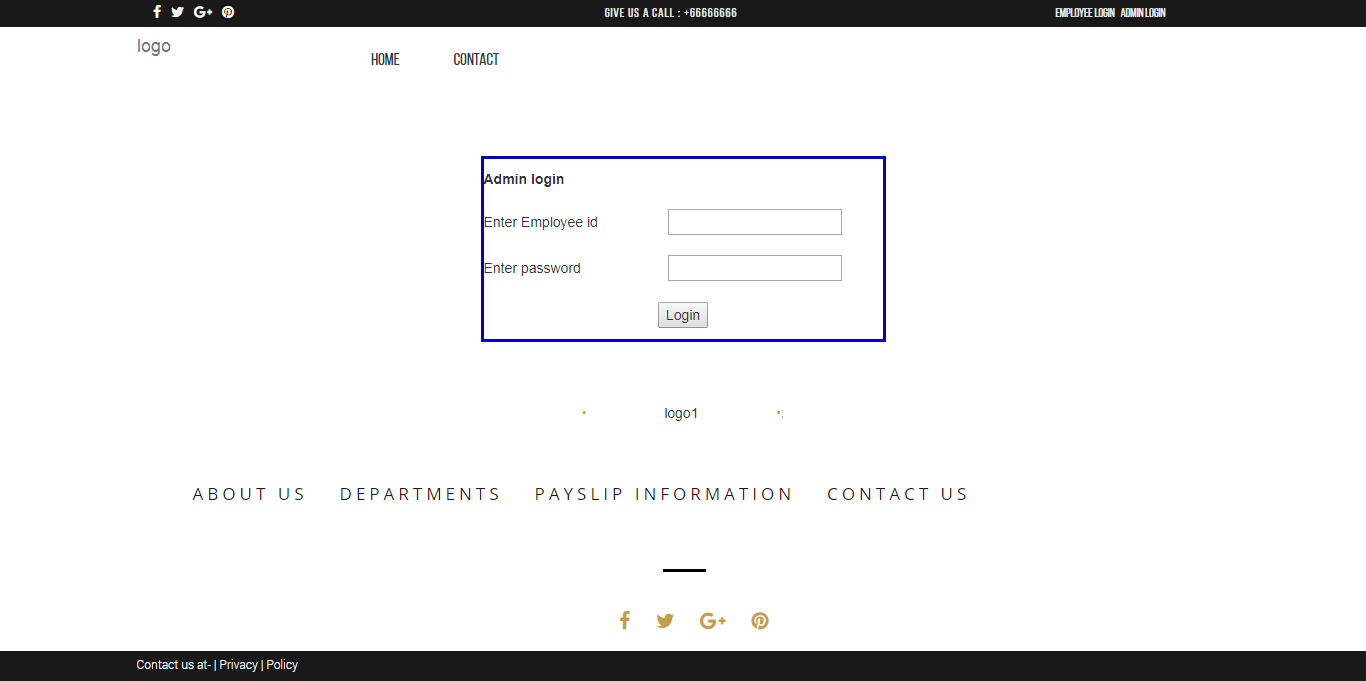 GIVE US A CALL : +66666666
EMPLOYEE LOGIN ADMIN LOGIN
logo
HOME CONTACT
Admin login
Enter Employee id
Enter password
Login
• logo1 •;
ABOUT US DEPARTMENTS PAYSLIP INFORMATION CONTACT US
Contact us at- | Privacy | Policy